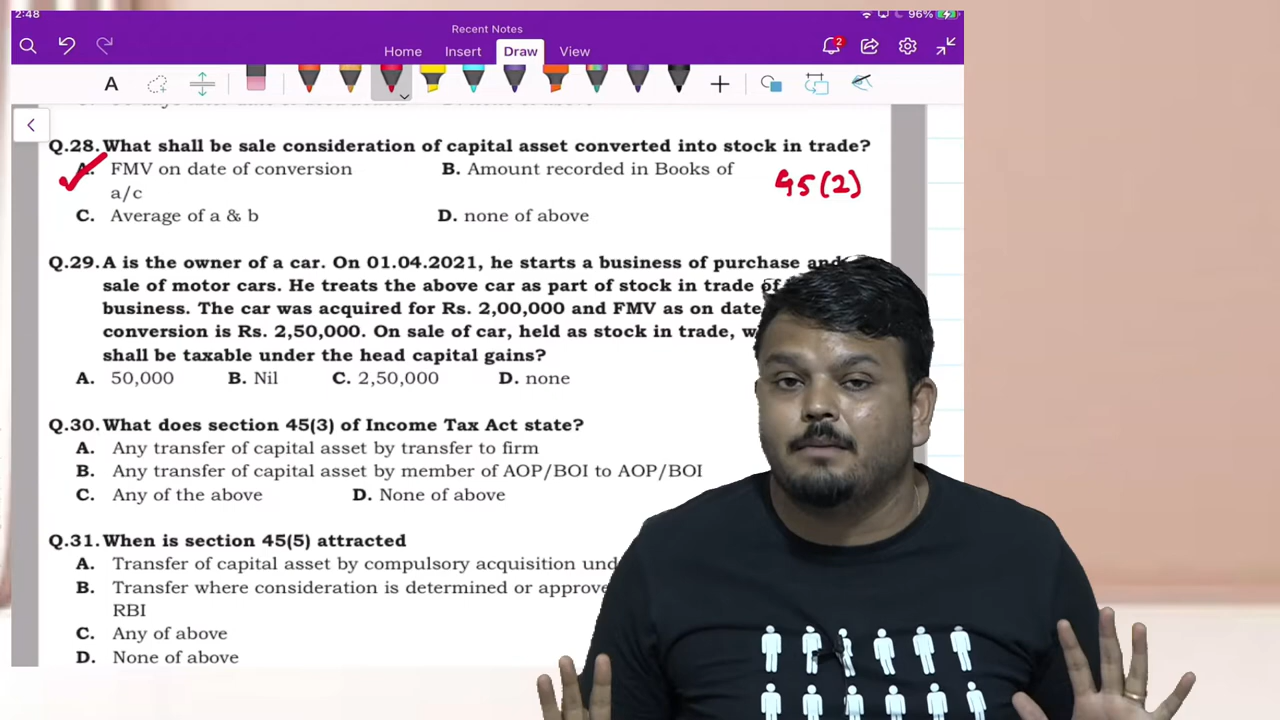 2:48
96%
Recent Notes
Home Insert Draw View
2
A
Q.28. What shall be sale consideration of capital asset converted into stock in trade?
A. FMV on date of conversion B. Amount recorded in Books of
a/c
45(2)
C. Average of a & b D. none of above
Q.29. A is the owner of a car. On 01.04.2021, he starts a business of purchase and
sale of motor cars. He treats the above car as part of stock in trade of
business. The car was acquired for Rs. 2,00,000 and FMV as on date
conversion is Rs. 2,50,000. On sale of car, held as stock in trade,
shall be taxable under the head capital gains?
A. 50,000 B. Nil C. 2,50,000 D. none
Q.30. What does section 45(3) of Income Tax Act state?
A. Any transfer of capital asset by transfer to firm
B. Any transfer of capital asset by member of AOP/BOI to AOP/BOI
C. Any of the above D. None of above
Q.31. When is section 45(5) attracted
A. Transfer of capital asset by compulsory acquisition
B. Transfer where consideration is determined or
RBI
C. Any of above
D. None of above